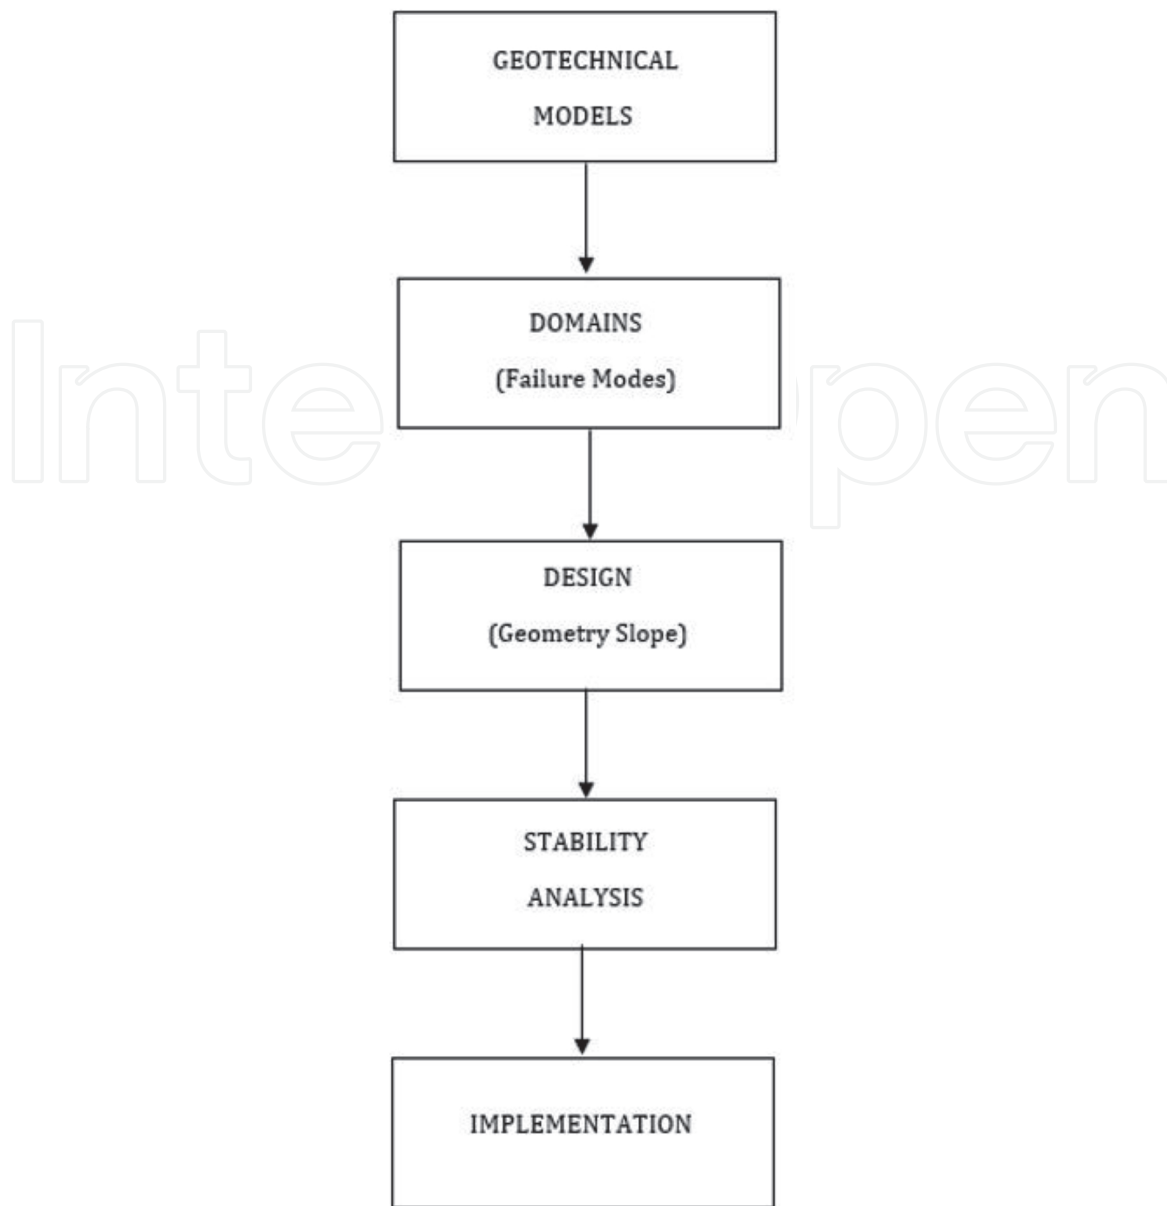 GEOTECHNICAL
MODELS
DOMAINS
(Failure Modes)
DESIGN
(Geometry Slope)
STABILITY
ANALYSIS
IMPLEMENTATION